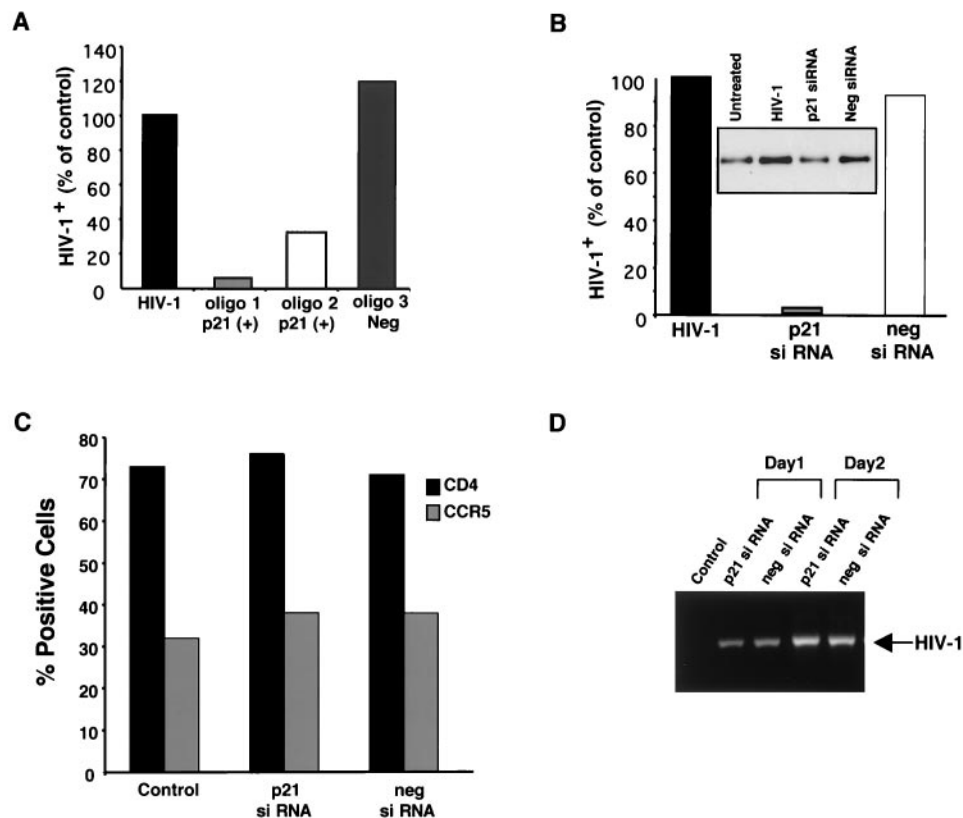 A
HIV-1+ (% of control)
140
120
100
80
60
40
20
0
HIV-1
oligo 1
p21 (+)
oligo 2
p21 (+)
oligo 3
Neg
B
HIV-1+ (% of control)
100
80
60
40
20
0
Untreated
HIV-1
p21 siRNA
Neg siRNA
HIV-1
p21
si RNA
neg
si RNA
C
% Positive Cells
80
70
60
50
40
30
20
10
0
CD4
CCR5
Control
p21
si RNA
neg
si RNA
D
Day1
Day2
Control
p21 si RNA
neg si RNA
p21 si RNA
neg si RNA
HIV-1